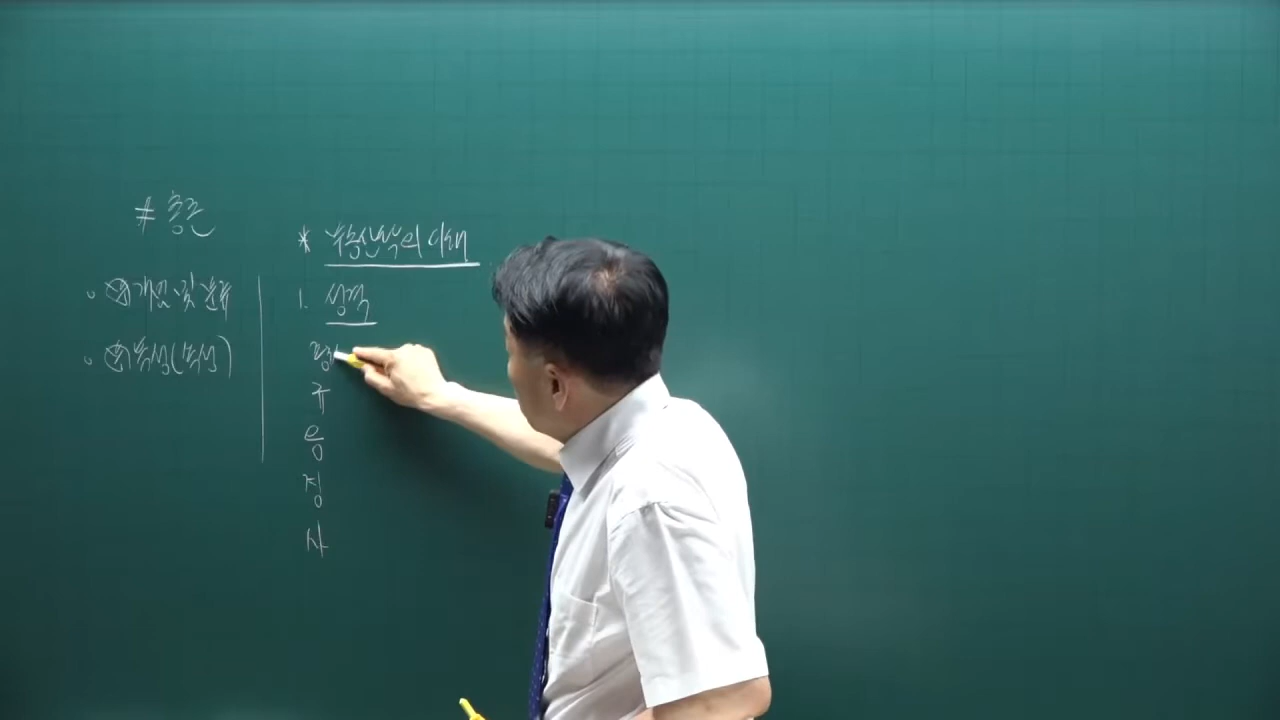 # 총론
◦ 개념 및 분류
◦ 특성(속성)
* 부동산학의 이해
1. 성격
규
응
정
사